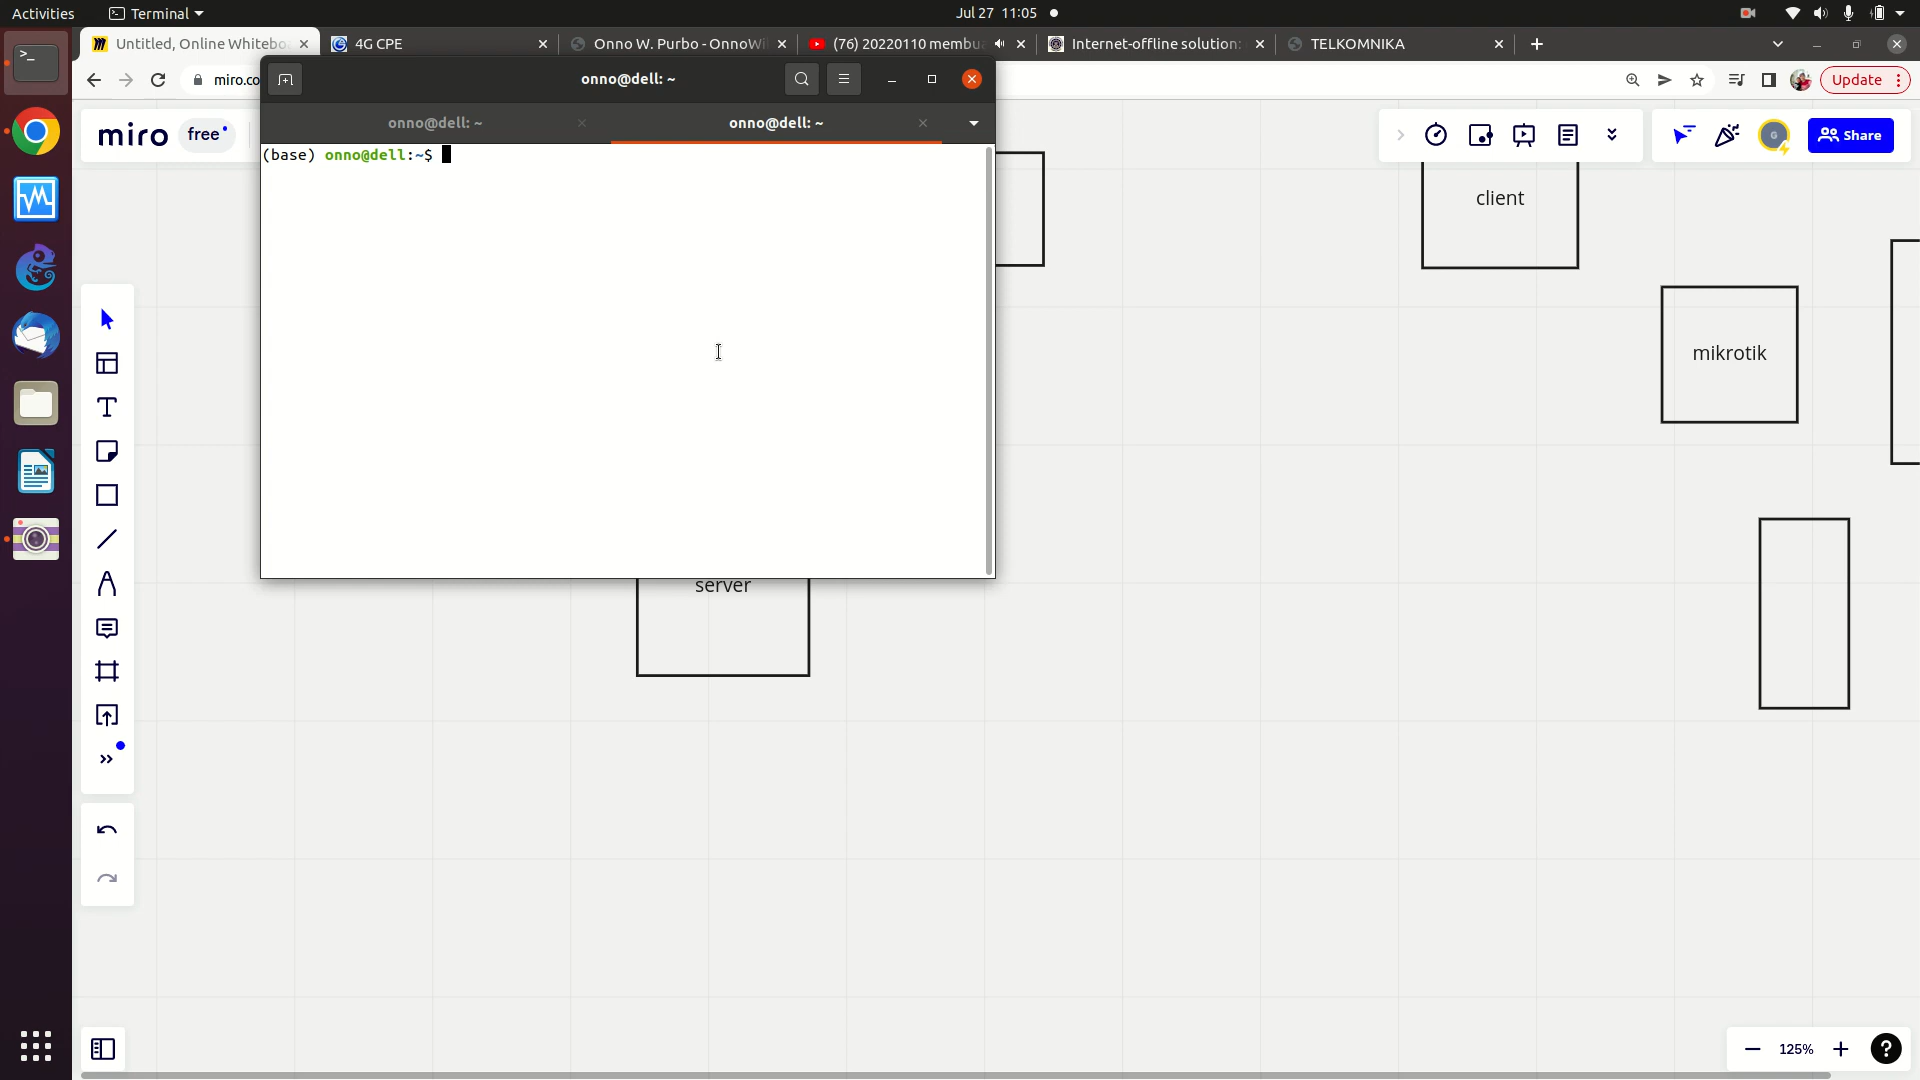 Activities
Terminal
Jul 27 11:05
Untitled, Online Whitebo
4G CPE
Onno W. Purbo - OnnoWi
(76) 20220110 membua
Internet-offline solution:
TELKOMNIKA
miro.co
Update
onno@dell: ~
onno@dell: ~
onno@dell: ~
miro
free
Share
(base) onno@dell:~$
client
mikrotik
server
125%